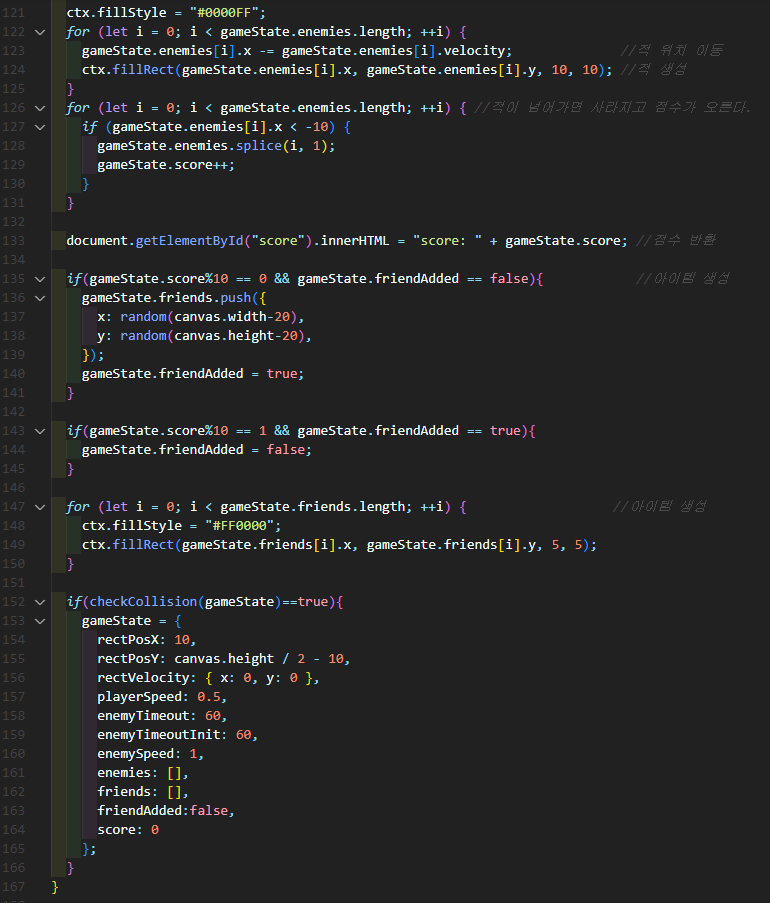 121 ctx.fillStyle = "#0000FF";
122 for (let i = 0; i < gameState.enemies.length; ++i) {
123 gameState.enemies[i].x -= gameState.enemies[i].velocity; //적 위치 이동
124 ctx.fillRect(gameState.enemies[i].x, gameState.enemies[i].y, 10, 10); //적 생성
125 }
126 for (let i = 0; i < gameState.enemies.length; ++i) { //적이 넘어가면 사라지고 점수가 오른다.
127 if (gameState.enemies[i].x < -10) {
128 gameState.enemies.splice(i, 1);
129 gameState.score++;
130 }
131 }
132
133 document.getElementById("score").innerHTML = "score: " + gameState.score; //점수 반환
134
135 if(gameState.score%10 == 0 && gameState.friendAdded == false){ //아이템 생성
136 gameState.friends.push({
137 x: random(canvas.width-20),
138 y: random(canvas.height-20),
139 });
140 gameState.friendAdded = true;
141 }
142
143 if(gameState.score%10 == 1 && gameState.friendAdded == true){
144 gameState.friendAdded = false;
145 }
146
147 for (let i = 0; i < gameState.friends.length; ++i) { //아이템 생성
148 ctx.fillStyle = "#FF0000";
149 ctx.fillRect(gameState.friends[i].x, gameState.friends[i].y, 5, 5);
150 }
151
152 if(checkCollision(gameState)==true){
153 gameState = {
154 rectPosX: 10,
155 rectPosY: canvas.height / 2 - 10,
156 rectVelocity: { x: 0, y: 0 },
157 playerSpeed: 0.5,
158 enemyTimeout: 60,
159 enemyTimeoutInit: 60,
160 enemySpeed: 1,
161 enemies: [],
162 friends: [],
163 friendAdded:false,
164 score: 0
165 };
166 }
167 }